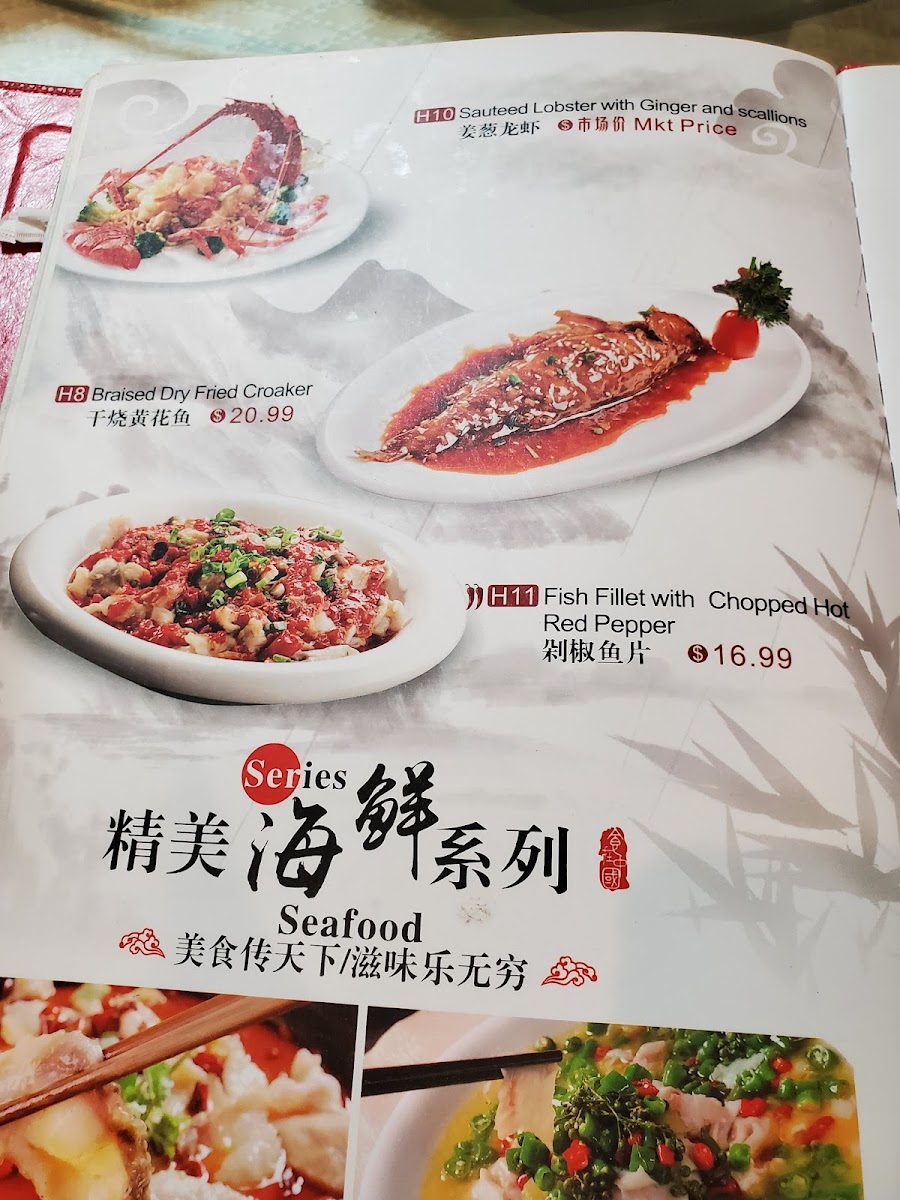 H10 Sauteed Lobster with Ginger and scallions
姜葱龙虾 $ 市场价 Mkt Price
H8 Braised Dry Fried Croaker
干烧黄花鱼 $ 20.99
H11 Fish Fillet with Chopped Hot
Red Pepper
剁椒鱼片 $ 16.99
Series
精美海鲜系列
Seafood
美食传天下/滋味乐无穷